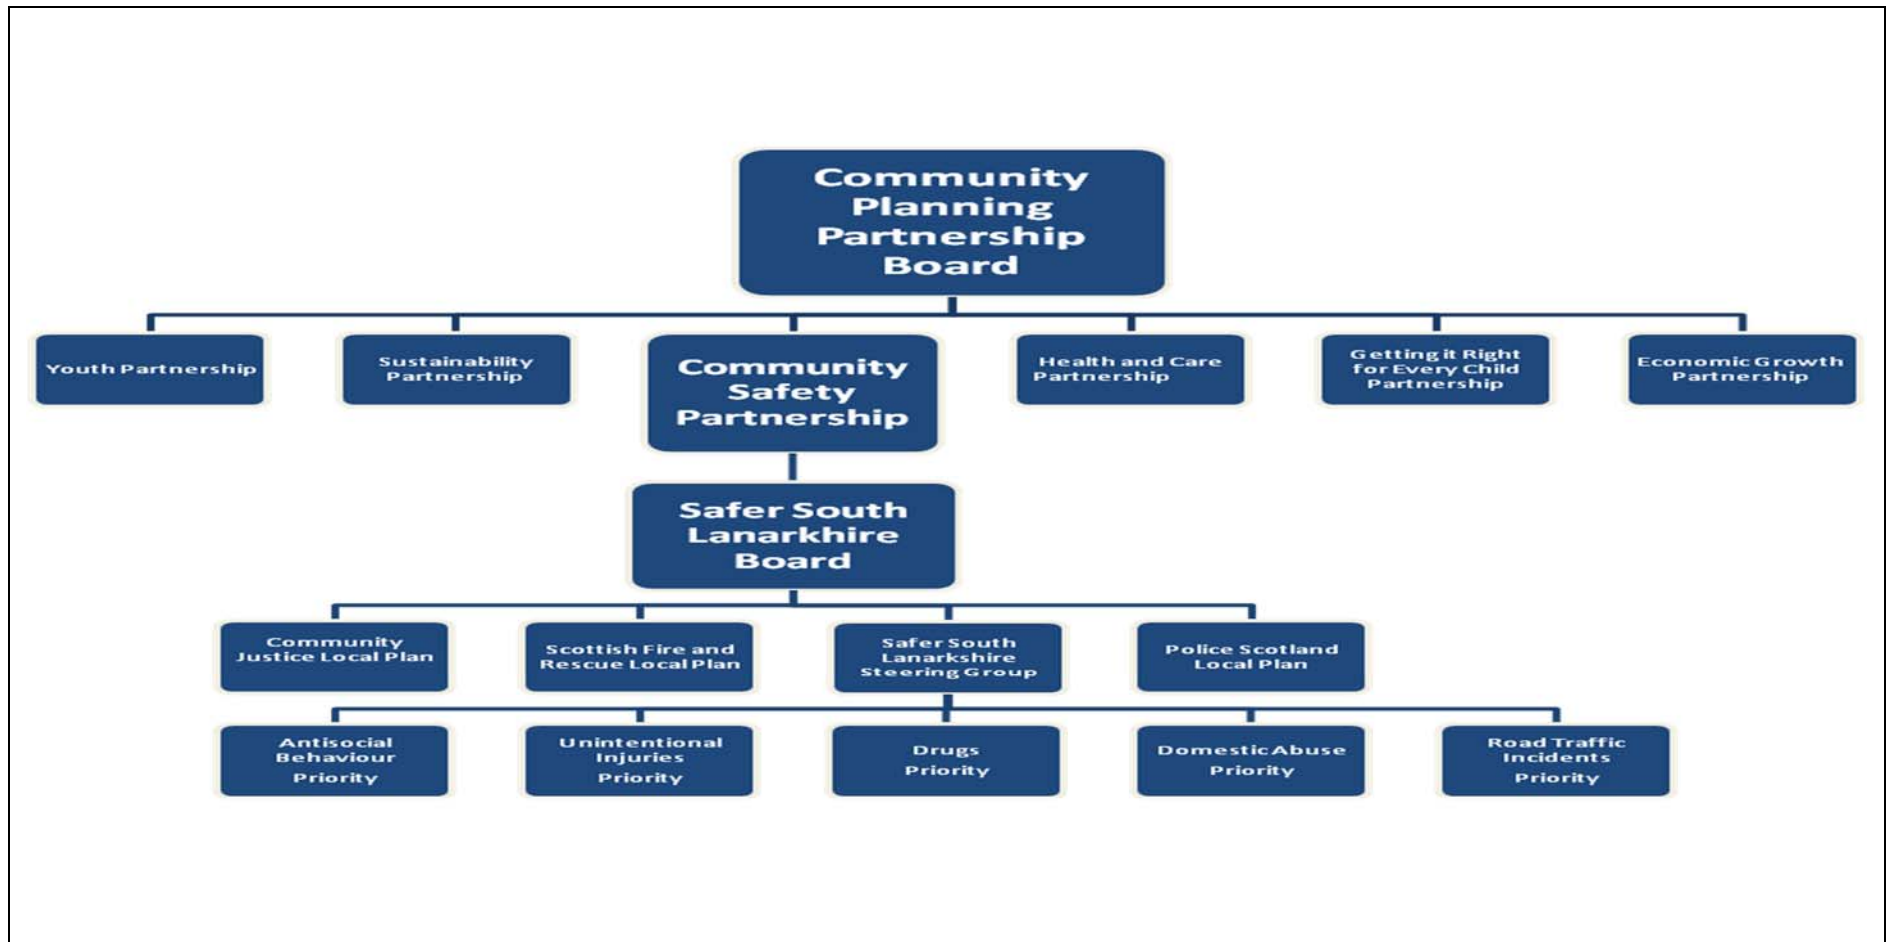 Community
Planning
Partnership
Board
Youth Partnership
Sustainability
Partnership
Community
Safety
Partnership
Health and Care
Partnership
Getting it Right
for Every Child
Partnership
Economic Growth
Partnership
Safer South
Lanarkhire
Board
Community
Justice Local Plan
Scottish Fire and
Rescue Local Plan
Safer South
Lanarkshire
Steering Group
Police Scotland
Local Plan
Antisocial
Behaviour
Priority
Unintentional
Injuries
Priority
Drugs
Priority
Domestic Abuse
Priority
Road Traffic
Incidents
Priority